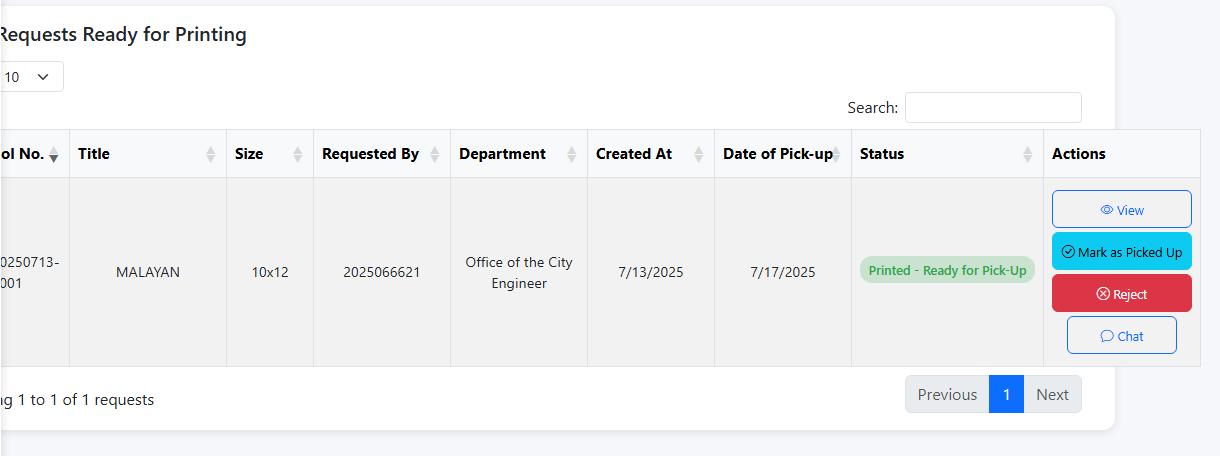 Requests Ready for Printing
10
Search:
ol No. Title Size Requested By Department Created At Date of Pick-up Status Actions
View
0250713- MALAYAN 10x12 2025066621 Office of the City 7/13/2025 7/17/2025 Printed - Ready for Pick-Up Mark as Picked Up
001 Engineer
Reject
Chat
ng 1 to 1 of 1 requests
Previous 1 Next